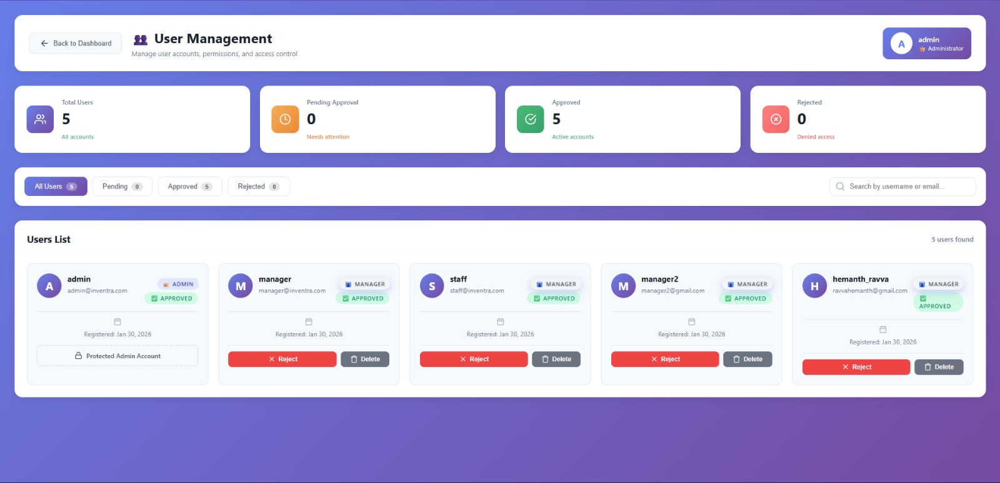 Back to Dashboard
User Management
Manage user accounts, permissions, and access control
A
admin
Administrator
Total Users
5
All accounts
Pending Approval
0
Needs attention
Approved
5
Active accounts
Rejected
0
Denied access
All Users 5
Pending 0
Approved 5
Rejected 0
Search by username or email...
Users List
5 users found
A
admin
admin@inventra.com
ADMIN
APPROVED
Registered: Jan 30, 2026
Protected Admin Account
M
manager
manager@inventra.com
MANAGER
APPROVED
Registered: Jan 30, 2026
Reject
Delete
S
staff
staff@inventra.com
MANAGER
APPROVED
Registered: Jan 30, 2026
Reject
Delete
M
manager2
manager2@gmail.com
MANAGER
APPROVED
Registered: Jan 30, 2026
Reject
Delete
H
hemanth_ravva
ravvahemanth@gmail.com
MANAGER
APPROVED
Registered: Jan 30, 2026
Reject
Delete